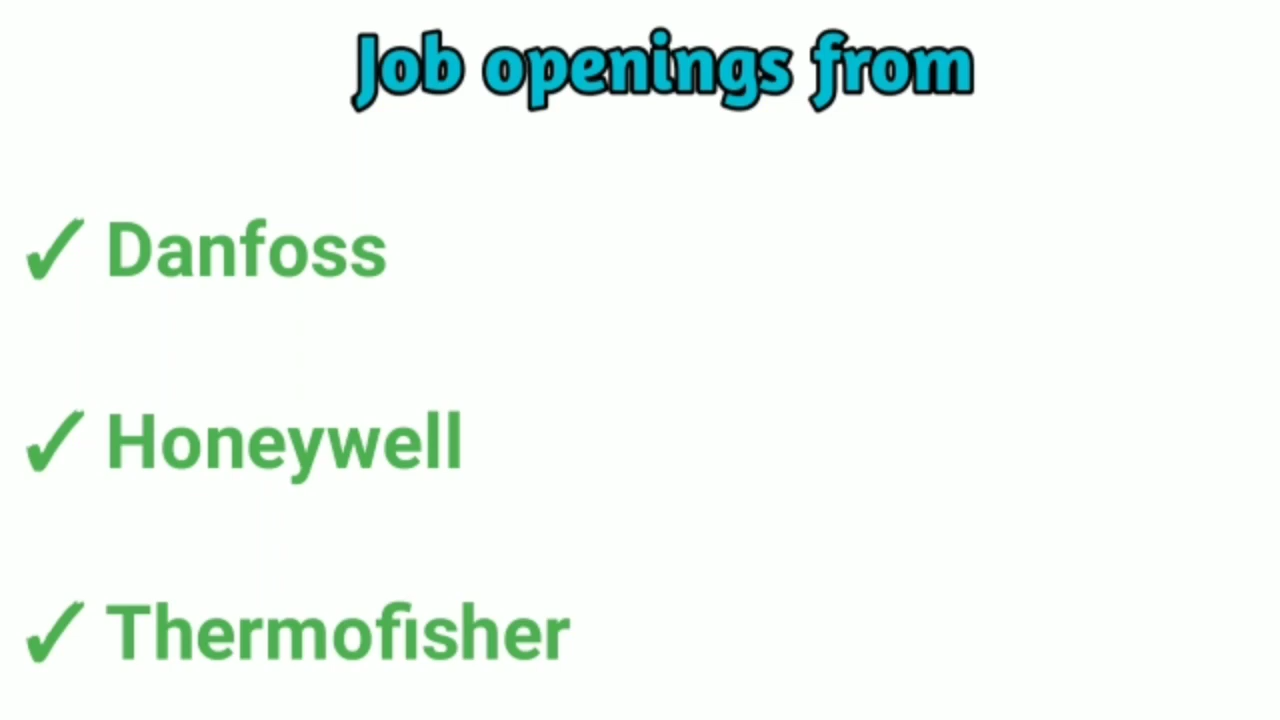 Job openings from
✓ Danfoss
✓ Honeywell
✓ Thermofisher